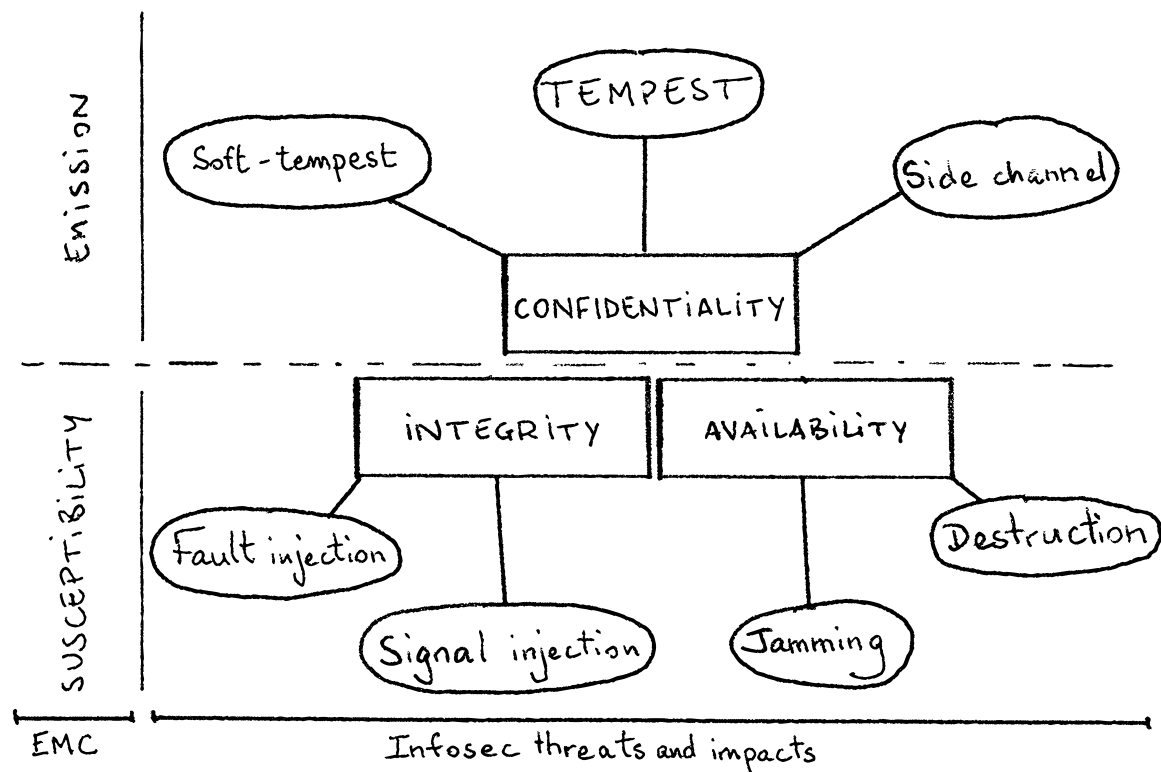 EMISSION
TEMPEST
Soft-tempest
Side channel
CONFIDENTIALITY
SUSCEPTIBILITY
INTEGRITY
AVAILABILITY
Fault injection
Destruction
Signal injection
Jamming
EMC
Infosec threats and impacts